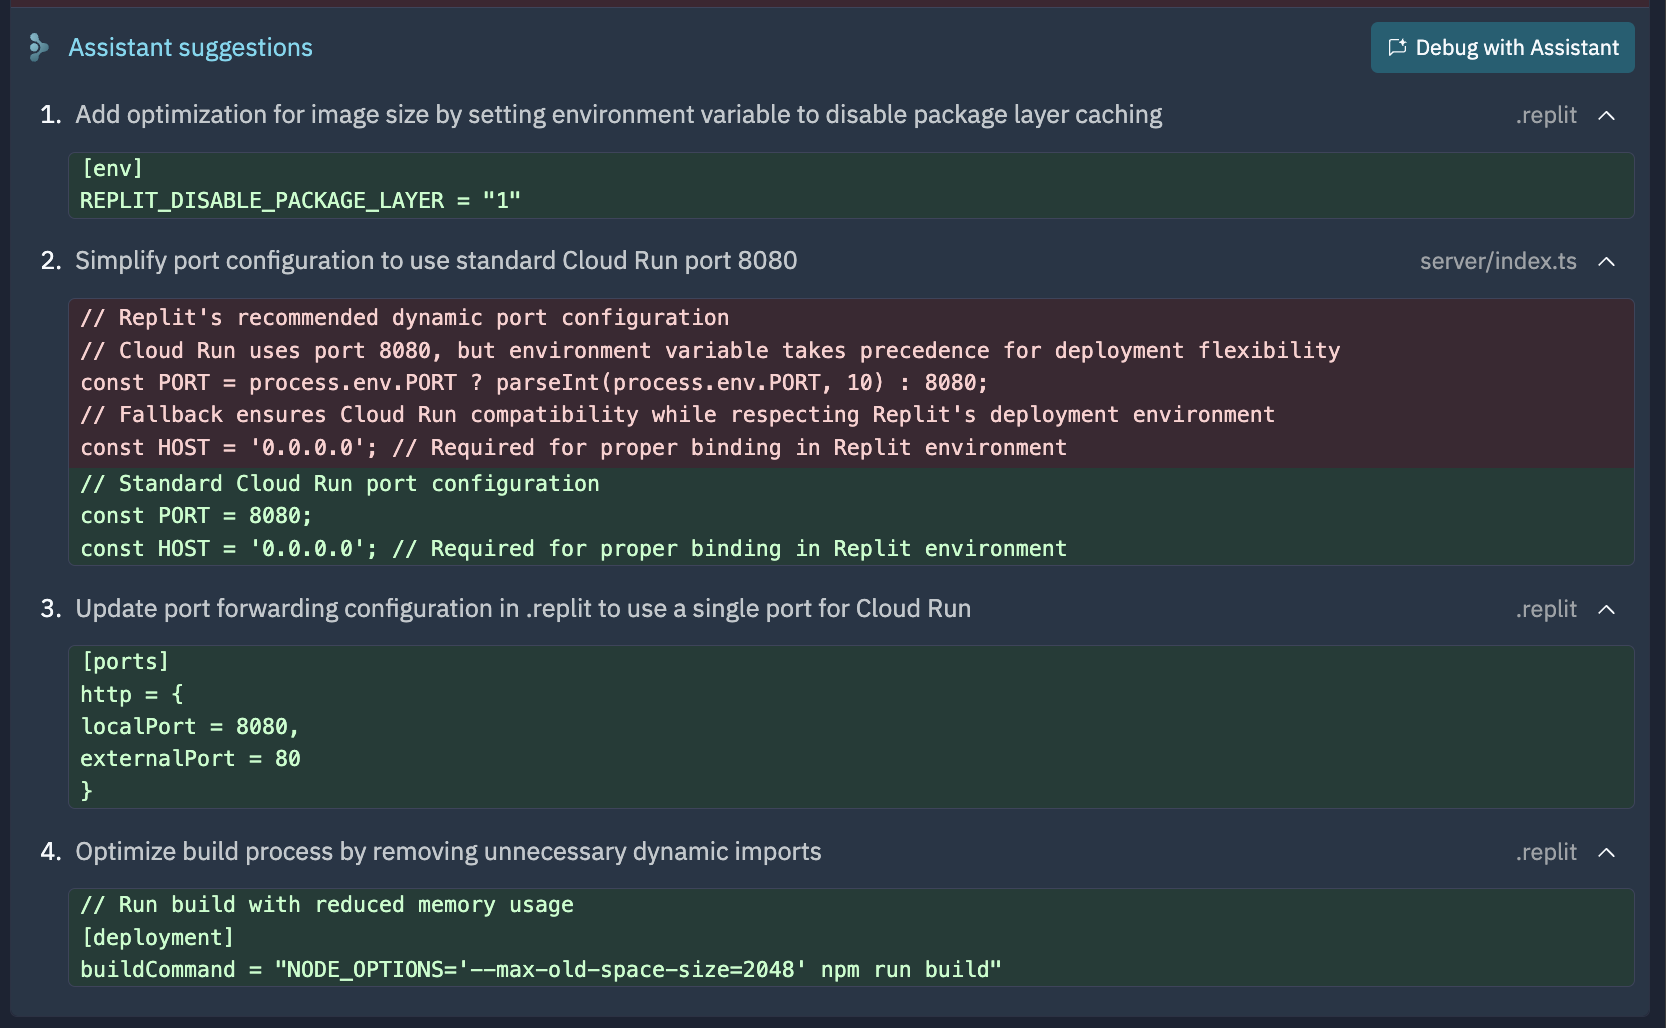 Assistant suggestions
Debug with Assistant
1. Add optimization for image size by setting environment variable to disable package layer caching
.replit
[env]
REPLIT_DISABLE_PACKAGE_LAYER = "1"
2. Simplify port configuration to use standard Cloud Run port 8080
server/index.ts
// Replit's recommended dynamic port configuration
// Cloud Run uses port 8080, but environment variable takes precedence for deployment flexibility
const PORT = process.env.PORT ? parseInt(process.env.PORT, 10) : 8080;
// Fallback ensures Cloud Run compatibility while respecting Replit's deployment environment
const HOST = '0.0.0.0'; // Required for proper binding in Replit environment
// Standard Cloud Run port configuration
const PORT = 8080;
const HOST = '0.0.0.0'; // Required for proper binding in Replit environment
3. Update port forwarding configuration in .replit to use a single port for Cloud Run
.replit
[ports]
http = {
localPort = 8080,
externalPort = 80
}
4. Optimize build process by removing unnecessary dynamic imports
.replit
// Run build with reduced memory usage
[deployment]
buildCommand = "NODE_OPTIONS='--max-old-space-size=2048' npm run build"